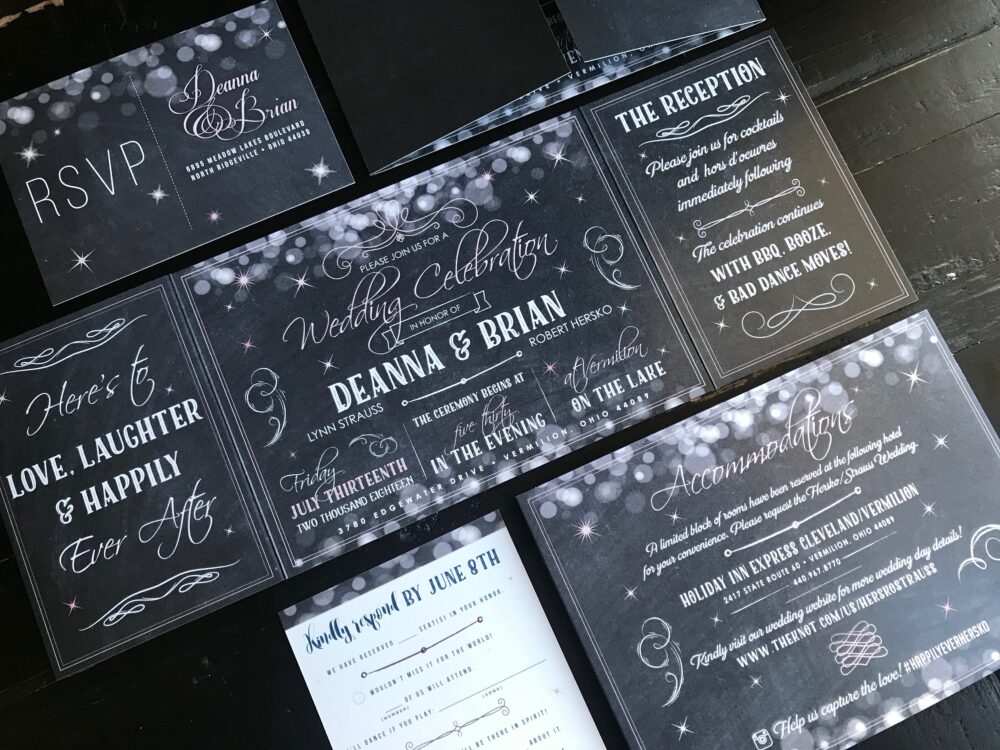 RSVP
Deanna
& Brian
6895 MEADOW LAKES BOULEVARD
NORTH RIDGEVILLE • OHIO 44039
• VERMILION, OHIO
Here's to
LOVE, LAUGHTER
& HAPPILY
Ever After
PLEASE JOIN US FOR A
Wedding Celebration
IN HONOR OF
DEANNA & BRIAN
LYNN STRAUSS
ROBERT HERSKO
Friday
JULY THIRTEENTH
TWO THOUSAND EIGHTEEN
THE CEREMONY BEGINS AT
five thirty
IN THE EVENING
at Vermilion
ON THE LAKE
3780 EDGEWATER DRIVE • VERMILION, OHIO 44089
THE RECEPTION
Please join us for cocktails
and hors d'oeuvres
immediately following
The celebration continues
WITH BBQ, BOOZE,
& BAD DANCE MOVES!
Kindly respond BY JUNE 8TH
WE HAVE RESERVED ____ SEAT(S) IN YOUR HONOR.
WOULDN'T MISS IT FOR THE WORLD!
____ OF US WILL ATTEND.
(NUMBER)
(SONG)
ILL DANCE IF YOU PLAY:
LL BE THERE IN SPIRIT!
ABOUT IT.
Accommodations
A limited block of rooms have been reserved at the following hotel
for your convenience. Please request the Hersko/Strauss Wedding.
HOLIDAY INN EXPRESS CLEVELAND/VERMILION
2417 STATE ROUTE 60 • VERMILION, OHIO 44089
440.967.8770
Kindly visit our wedding website for more wedding day details!
WWW.THEKNOT.COM/US/HERSKOSTRAUSS
Help us capture the love! #HAPPILYEVERHERSKO